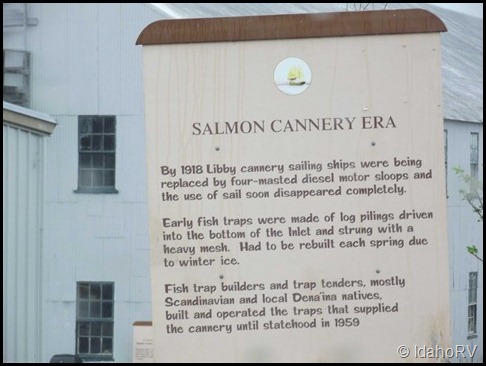 SALMON CANNERY ERA
By 1918 Libby cannery sailing ships were being
replaced by four-masted diesel motor sloops and
the use of sail soon disappeared completely.
Early fish traps were made of log pilings driven
into the bottom of the Inlet and strung with a
heavy mesh. Had to be rebuilt each spring due
to winter ice.
Fish trap builders and trap tenders, mostly
Scandinavian and local Dena'ina natives,
built and operated the traps that supplied
the cannery until statehood in 1959
© IdahoRV